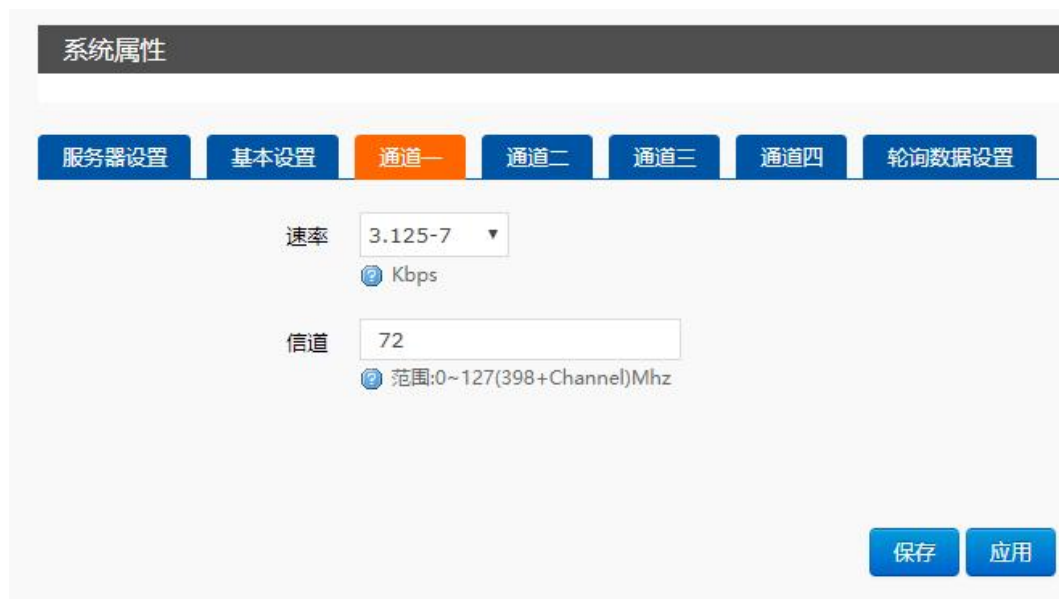 系统属性
服务器设置 基本设置 通道一 通道二 通道三 通道四 轮询数据设置
速率 3.125-7
Kbps
信道 72
范围:0~127(398+Channel)Mhz
保存 应用